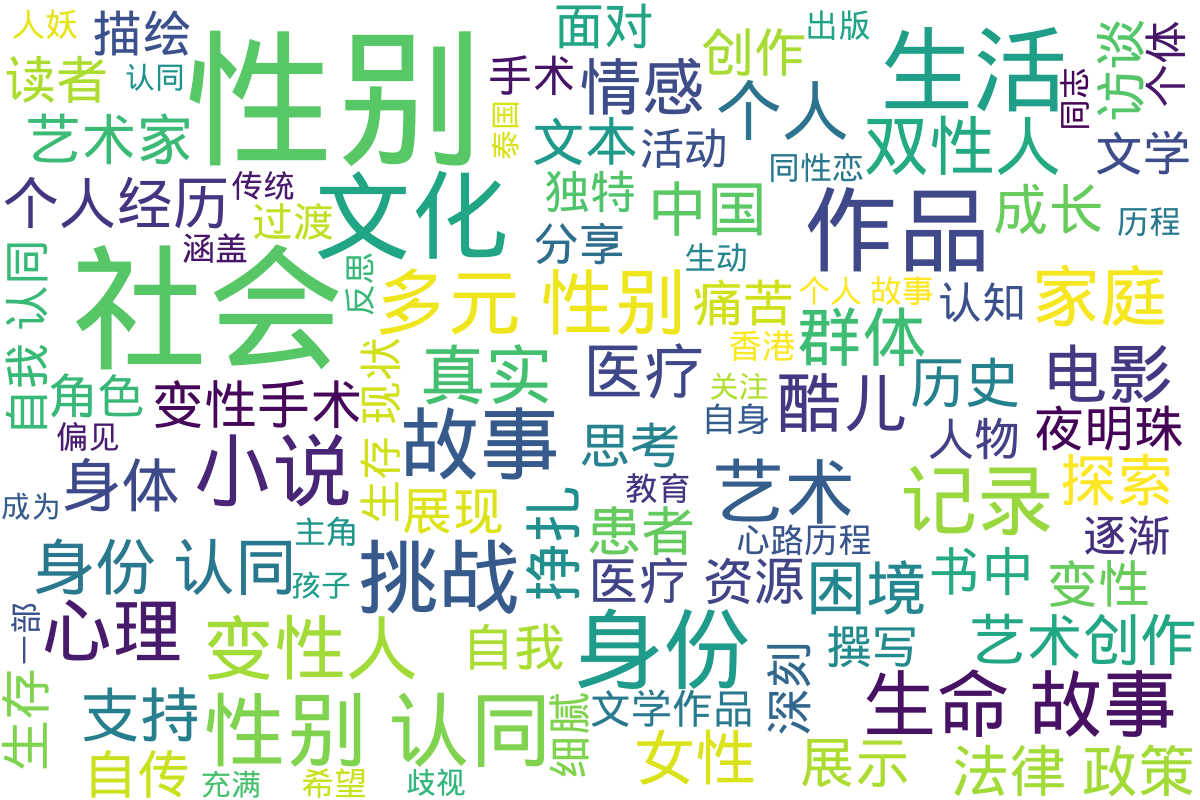 人妖
描绘
性别
面对
创作
出版
生活
访谈
个体
读者
认同
手术
情感
个人
同志
艺术家
泰国
文本
活动
同性恋
双性人
文学
个人经历
传统
文化
独特
中国
作品
成长
历程
过渡
涵盖
分享
生动
社会
反思
多元 性别
痛苦
个人 故事
认知
家庭
自我 认同
香港
群体
角色
变性手术
生存 现状
真实
医疗
关注
酷儿
历史
电影
偏见
自身
人物
夜明珠
小说
故事
思考
艺术
记录
探索
成为
身体
展现
教育
逐渐
主角
挣扎
患者
心路历程
身份 认同
孩子
挑战
医疗 资源
困境
书中
变性
一部
心理
变性人
自我
身份
撰写
艺术创作
生存
支持
性别 认同
细腻
文学作品
深刻
生命 故事
自传
充满
希望
歧视
女性
展示
法律 政策